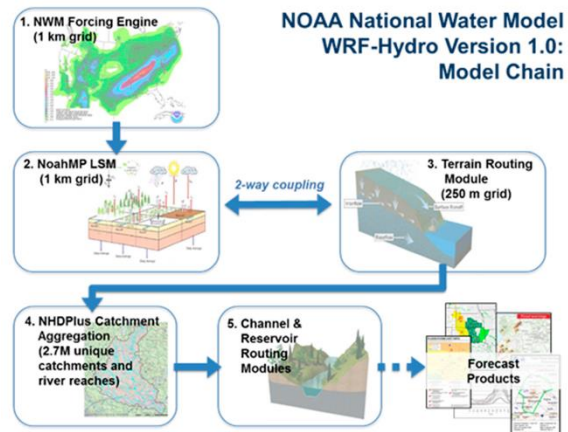 NOAA National Water Model
WRF-Hydro Version 1.0:
Model Chain
1. NWM Forcing Engine
(1 km grid)
2. NoahMP LSM
(1 km grid)
2-way coupling
3. Terrain Routing
Module
(250 m grid)
4. NHDPlus Catchment
Aggregation
(2.7M unique
catchments and
river reaches)
5. Channel &
Reservoir
Routing
Modules
Forecast
Products